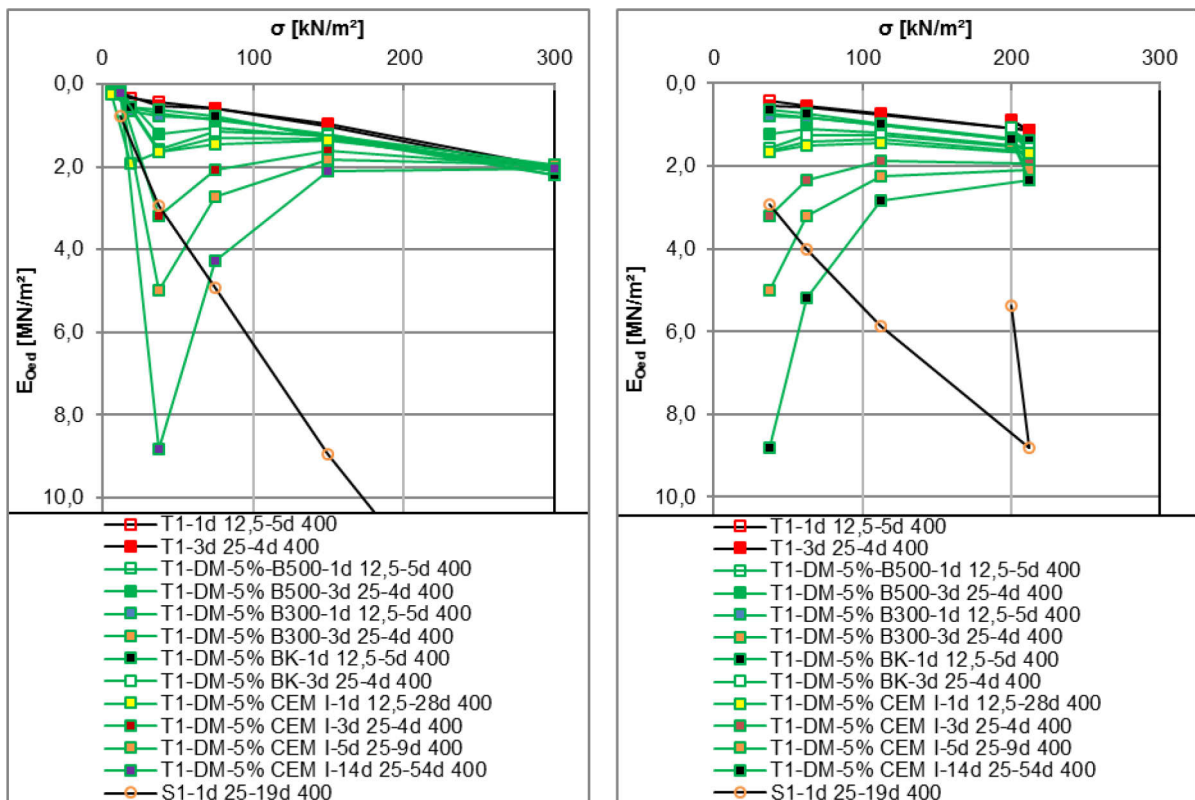 σ [kN/m²]
0 100 200 300
0,0
2,0
4,0
6,0
8,0
10,0
E_Oed [MN/m²]
T1-1d 12,5-5d 400
T1-3d 25-4d 400
T1-DM-5%-B500-1d 12,5-5d 400
T1-DM-5% B500-3d 25-4d 400
T1-DM-5% B300-1d 12,5-5d 400
T1-DM-5% B300-3d 25-4d 400
T1-DM-5% BK-1d 12,5-5d 400
T1-DM-5% BK-3d 25-4d 400
T1-DM-5% CEM I-1d 12,5-28d 400
T1-DM-5% CEM I-3d 25-4d 400
T1-DM-5% CEM I-5d 25-9d 400
T1-DM-5% CEM I-14d 25-54d 400
S1-1d 25-19d 400
σ [kN/m²]
0 100 200 300
0,0
2,0
4,0
6,0
8,0
10,0
E_Oed [MN/m²]
T1-1d 12,5-5d 400
T1-3d 25-4d 400
T1-DM-5%-B500-1d 12,5-5d 400
T1-DM-5% B500-3d 25-4d 400
T1-DM-5% B300-1d 12,5-5d 400
T1-DM-5% B300-3d 25-4d 400
T1-DM-5% BK-1d 12,5-5d 400
T1-DM-5% BK-3d 25-4d 400
T1-DM-5% CEM I-1d 12,5-28d 400
T1-DM-5% CEM I-3d 25-4d 400
T1-DM-5% CEM I-5d 25-9d 400
T1-DM-5% CEM I-14d 25-54d 400
S1-1d 25-19d 400